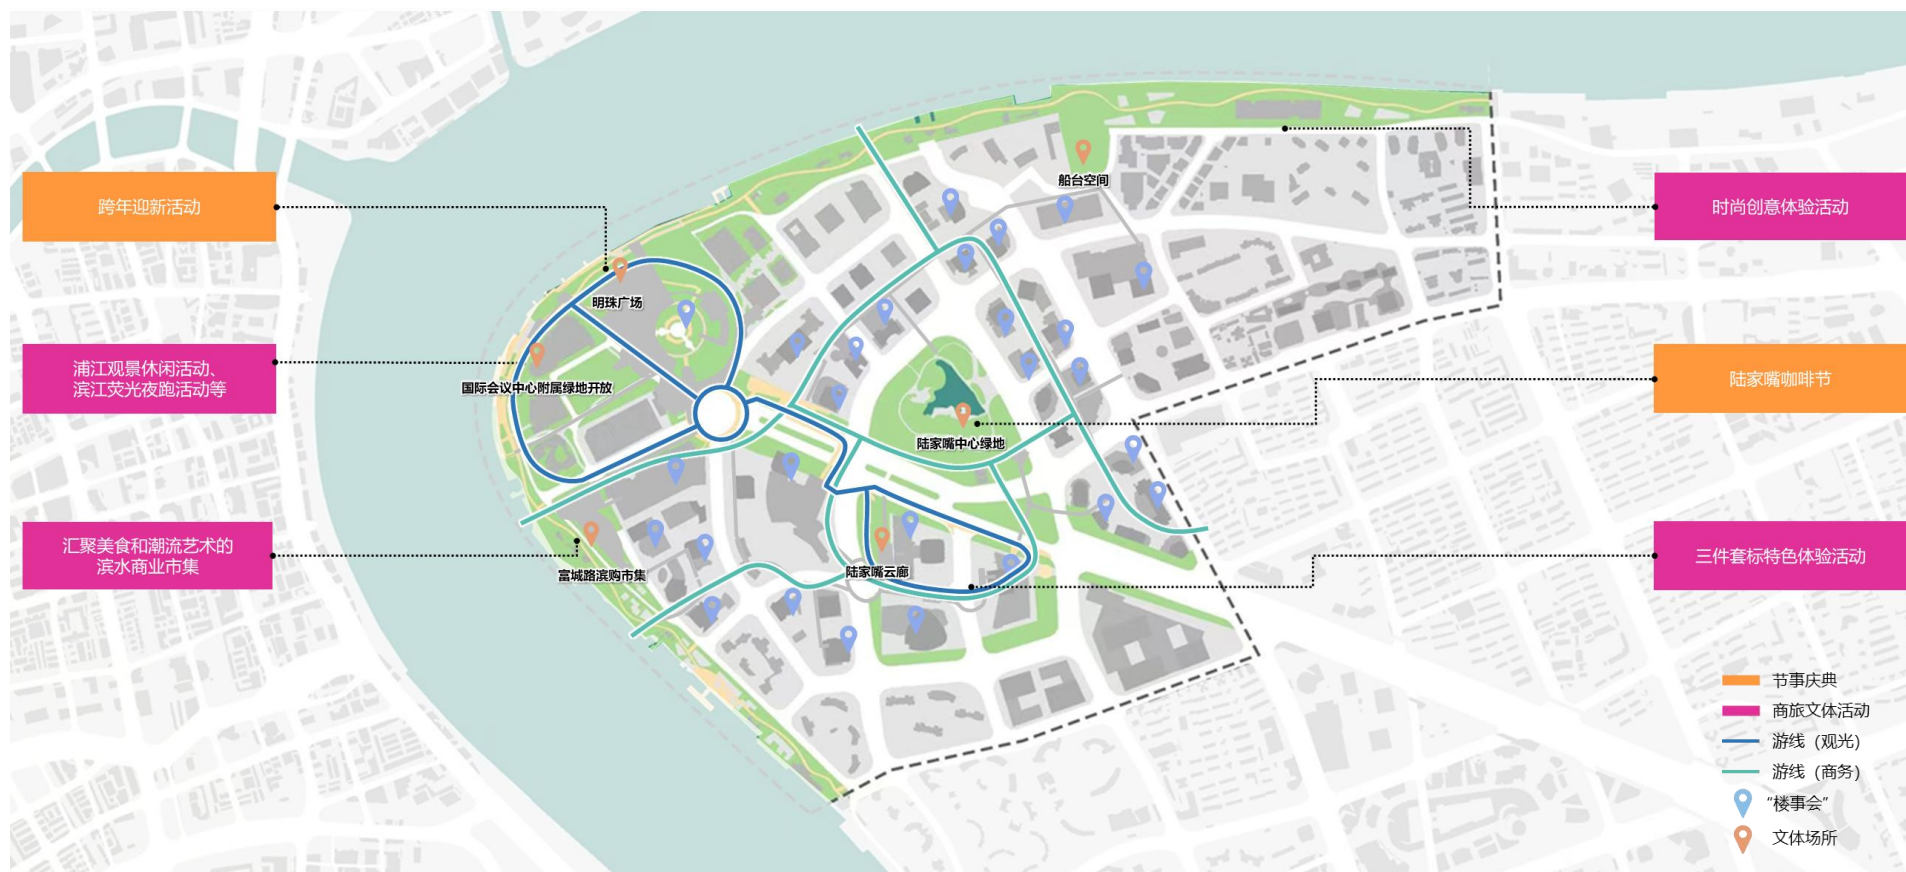 跨年迎新活动
浦江观景休闲活动、
滨江荧光夜跑活动等
汇聚美食和潮流艺术的
滨水商业市集
船台空间
明珠广场
国际会议中心附属绿地开放
陆家嘴中心绿地
陆家嘴云廊
富城路滨购市集
时尚创意体验活动
陆家嘴咖啡节
三件套标特色体验活动
节事庆典
商旅文体活动
游线（观光）
游线（商务）
“楼事会”
文体场所